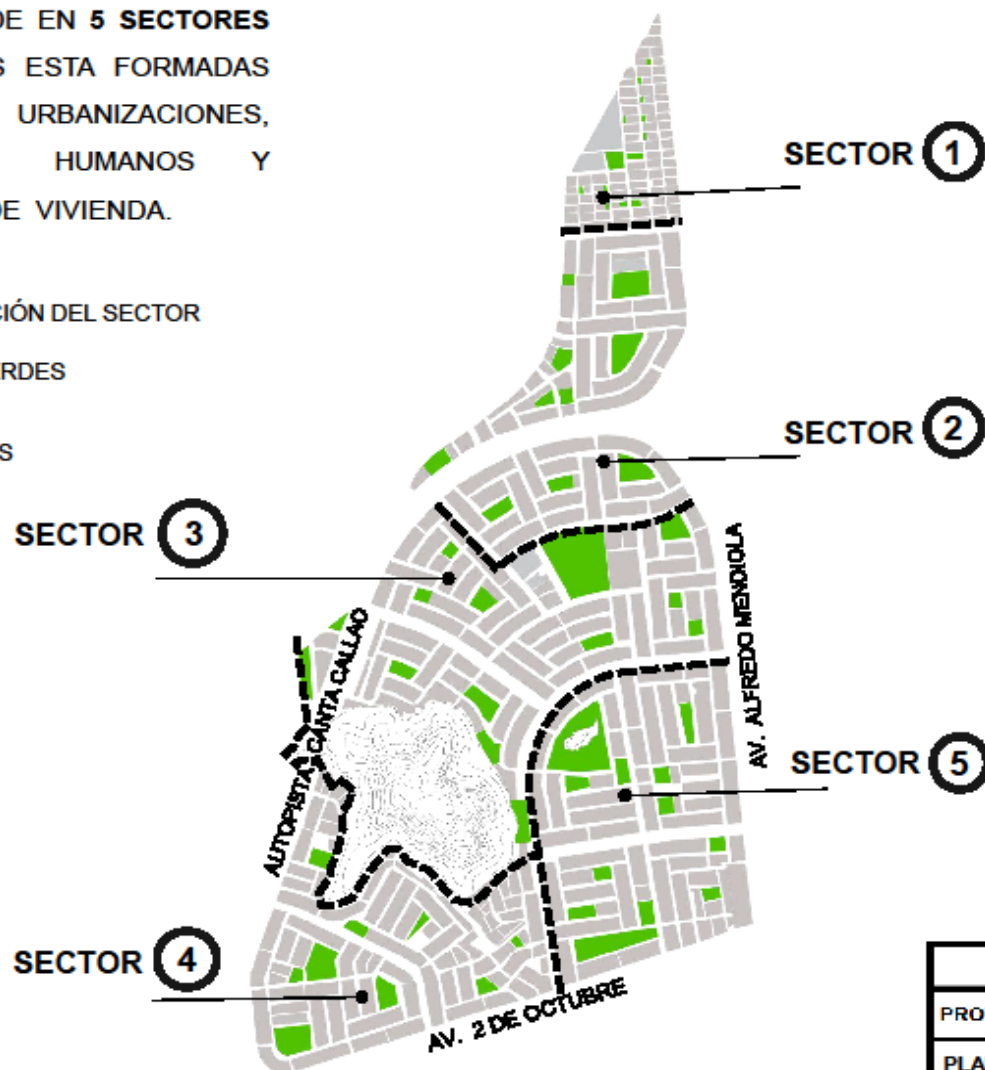 DE EN 5 SECTORES
S ESTA FORMADAS
URBANIZACIONES,
HUMANOS Y
DE VIVIENDA.
CIÓN DEL SECTOR
ERDES
S
SECTOR 1
SECTOR 2
SECTOR 3
AV. ALFREDO MENDIOLA
AUTOPISTA CANTA CALLAO
SECTOR 5
SECTOR 4
AV. 2 DE OCTUBRE
PRO
PLA